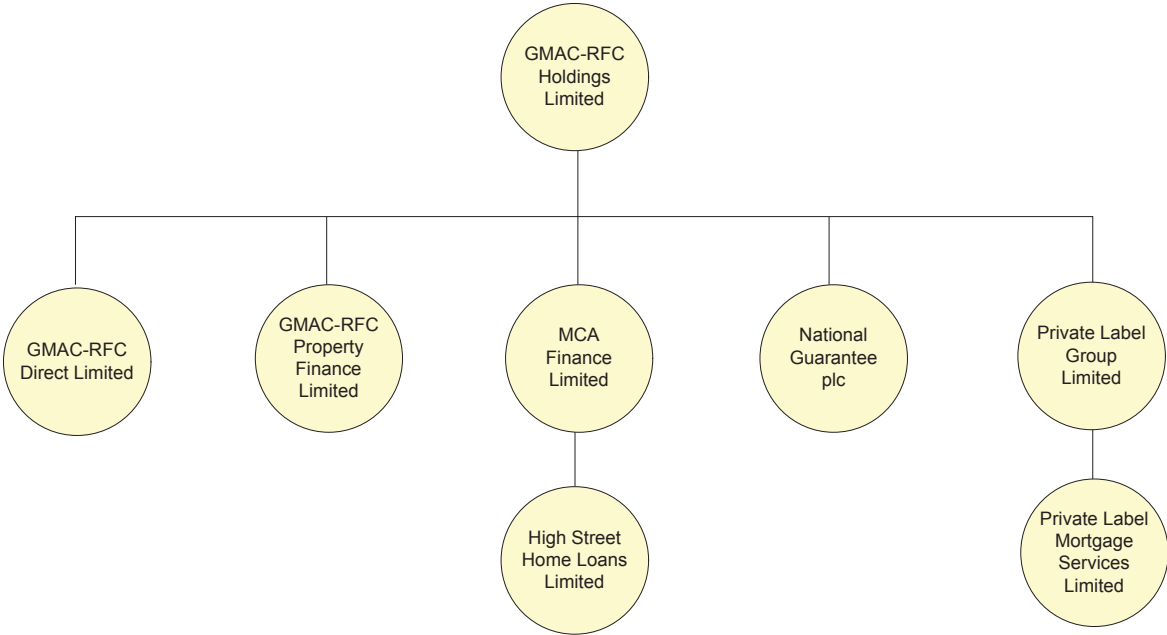 GMAC-RFC
Holdings
Limited
GMAC-RFC
Direct Limited
GMAC-RFC
Property
Finance
Limited
MCA
Finance
Limited
National
Guarantee
plc
Private Label
Group
Limited
High Street
Home Loans
Limited
Private Label
Mortgage
Services
Limited